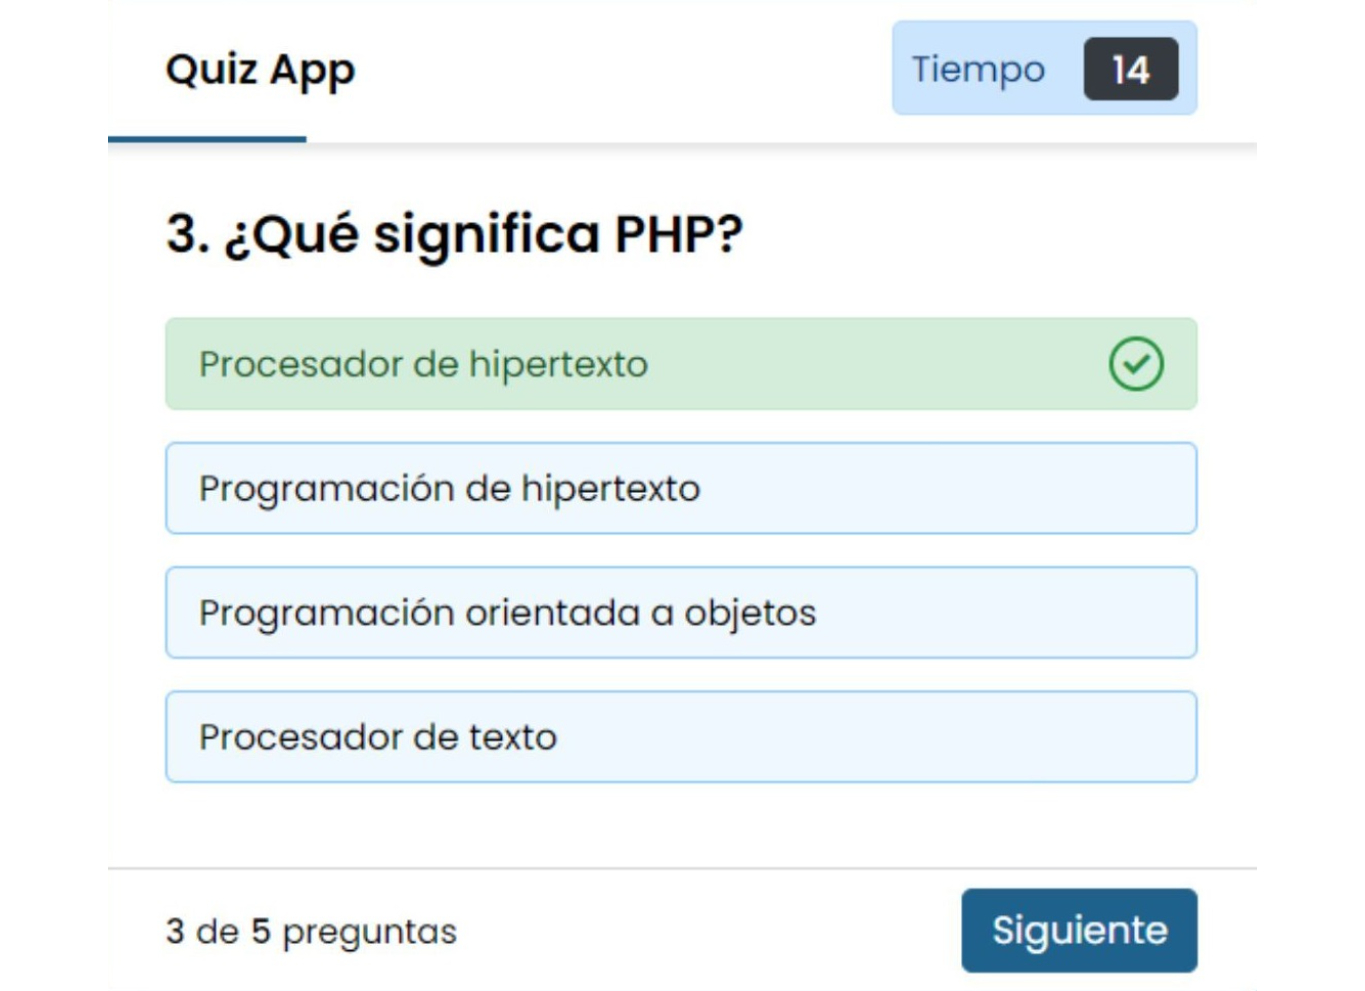 Quiz App
Tiempo 14
3. ¿Qué significa PHP?
Procesador de hipertexto
Programación de hipertexto
Programación orientada a objetos
Procesador de texto
3 de 5 preguntas
Siguiente